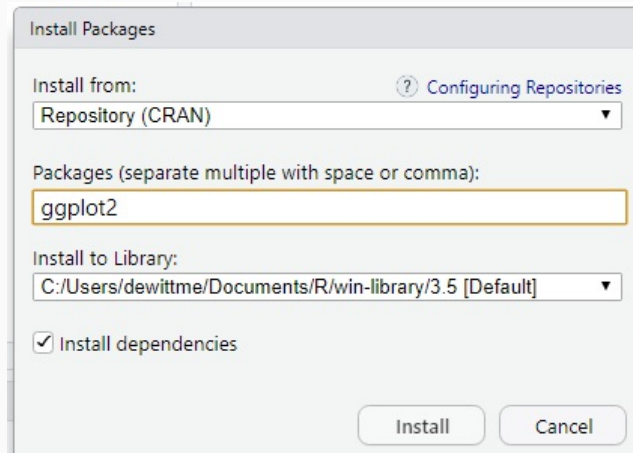 Install Packages
Install from:
? Configuring Repositories
Repository (CRAN)
Packages (separate multiple with space or comma):
ggplot2
Install to Library:
C:/Users/dewittme/Documents/R/win-library/3.5 [Default]
Install dependencies
Install Cancel